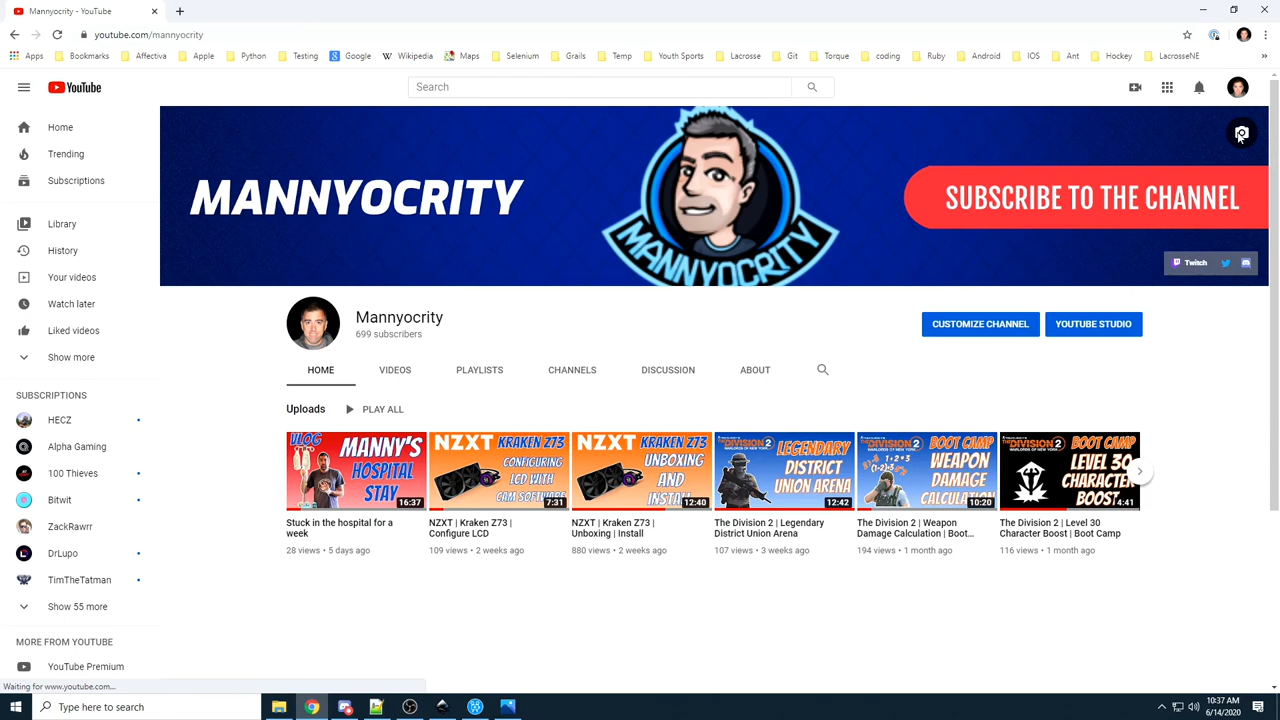 Mannyocrity - YouTube
youtube.com/mannyocrity
Apps Bookmarks Affectiva Apple Python Testing Google Wikipedia Maps Selenium Grails Temp Youth Sports Lacrosse Git Torque coding Ruby Android IOS Ant Hockey LacrosseNE »
YouTube
Search
Home
Trending
Subscriptions
Library
History
Your videos
Watch later
Liked videos
Show more
SUBSCRIPTIONS
HECZ
Alpha Gaming
100 Thieves
Bitwit
ZackRawrr
DrLupo
TimTheTatman
Show 55 more
MORE FROM YOUTUBE
YouTube Premium
MANNYOCRITY
MANNYOCRITY
SUBSCRIBE TO THE CHANNEL
Twitch
Mannyocrity
699 subscribers
CUSTOMIZE CHANNEL
YOUTUBE STUDIO
HOME VIDEOS PLAYLISTS CHANNELS DISCUSSION ABOUT
Uploads PLAY ALL
VLOG
MANNY'S
HOSPITAL
STAY
16:37
Stuck in the hospital for a
week
28 views • 5 days ago
NZXT KRAKEN Z73
CONFIGURING
LCD WITH
CAM SOFTWARE
7:31
NZXT | Kraken Z73 |
Configure LCD
109 views • 2 weeks ago
NZXT KRAKEN Z73
UNBOXING
AND
INSTALL
12:40
NZXT | Kraken Z73 |
Unboxing | Install
880 views • 2 weeks ago
THE DIVISION 2
LEGENDARY
DISTRICT
UNION ARENA
12:42
The Division 2 | Legendary
District Union Arena
107 views • 3 weeks ago
THE DIVISION 2
BOOT CAMP
WEAPON
DAMAGE
CALCULATION
10:20
The Division 2 | Weapon
Damage Calculation | Boot...
194 views • 1 month ago
THE DIVISION 2
BOOT CAMP
LEVEL 30
CHARACTER
BOOST
4:41
The Division 2 | Level 30
Character Boost | Boot Camp
116 views • 1 month ago
Waiting for www.youtube.com...
Type here to search
10:37 AM
6/14/2020